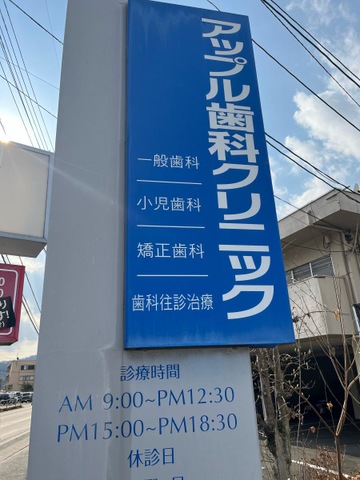 アップル歯科クリニック
一般歯科
小児歯科
矯正歯科
歯科往診治療
診療時間
AM 9:00~PM12:30
PM15:00~PM18:30
休診日